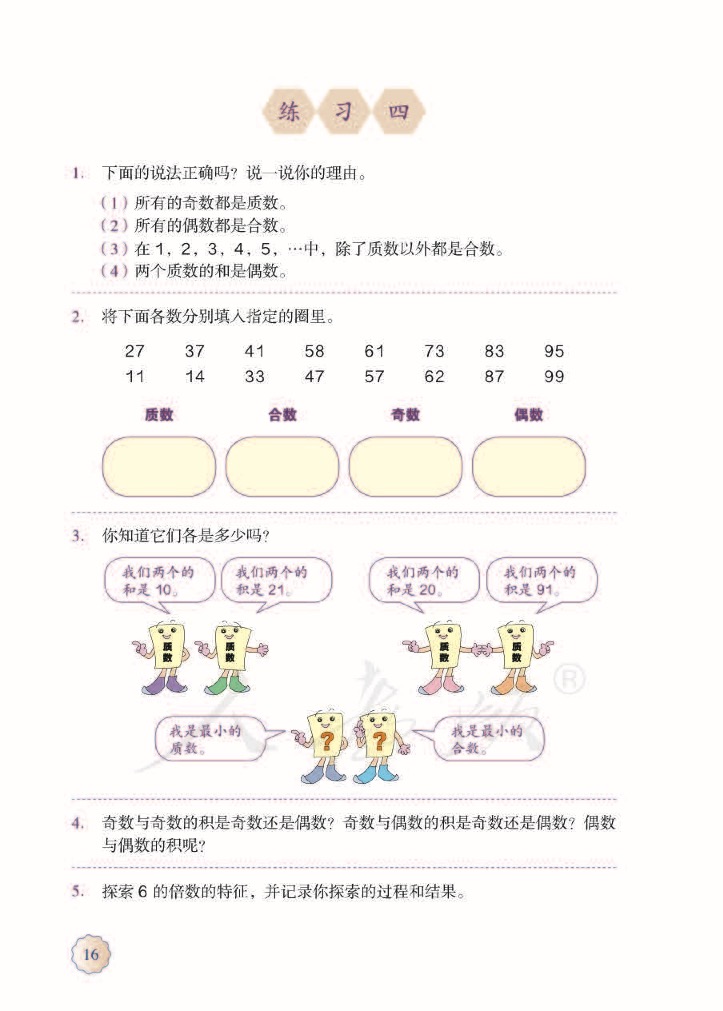 练习四
1. 下面的说法正确吗？说一说你的理由。
（1）所有的奇数都是质数。
（2）所有的偶数都是合数。
（3）在 1，2，3，4，5，…中，除了质数以外都是合数。
（4）两个质数的和是偶数。
2. 将下面各数分别填入指定的圈里。
27 37 41 58 61 73 83 95
11 14 33 47 57 62 87 99
质数 合数 奇数 偶数
3. 你知道它们各是多少吗？
我们两个的
和是 10。
我们两个的
积是 21。
我们两个的
和是 20。
我们两个的
积是 91。
质数
质数
质数
质数
®
我是最小的
质数。
?
?
我是最小的
合数。
4. 奇数与奇数的积是奇数还是偶数？奇数与偶数的积是奇数还是偶数？偶数
与偶数的积呢？
5. 探索 6 的倍数的特征，并记录你探索的过程和结果。
16